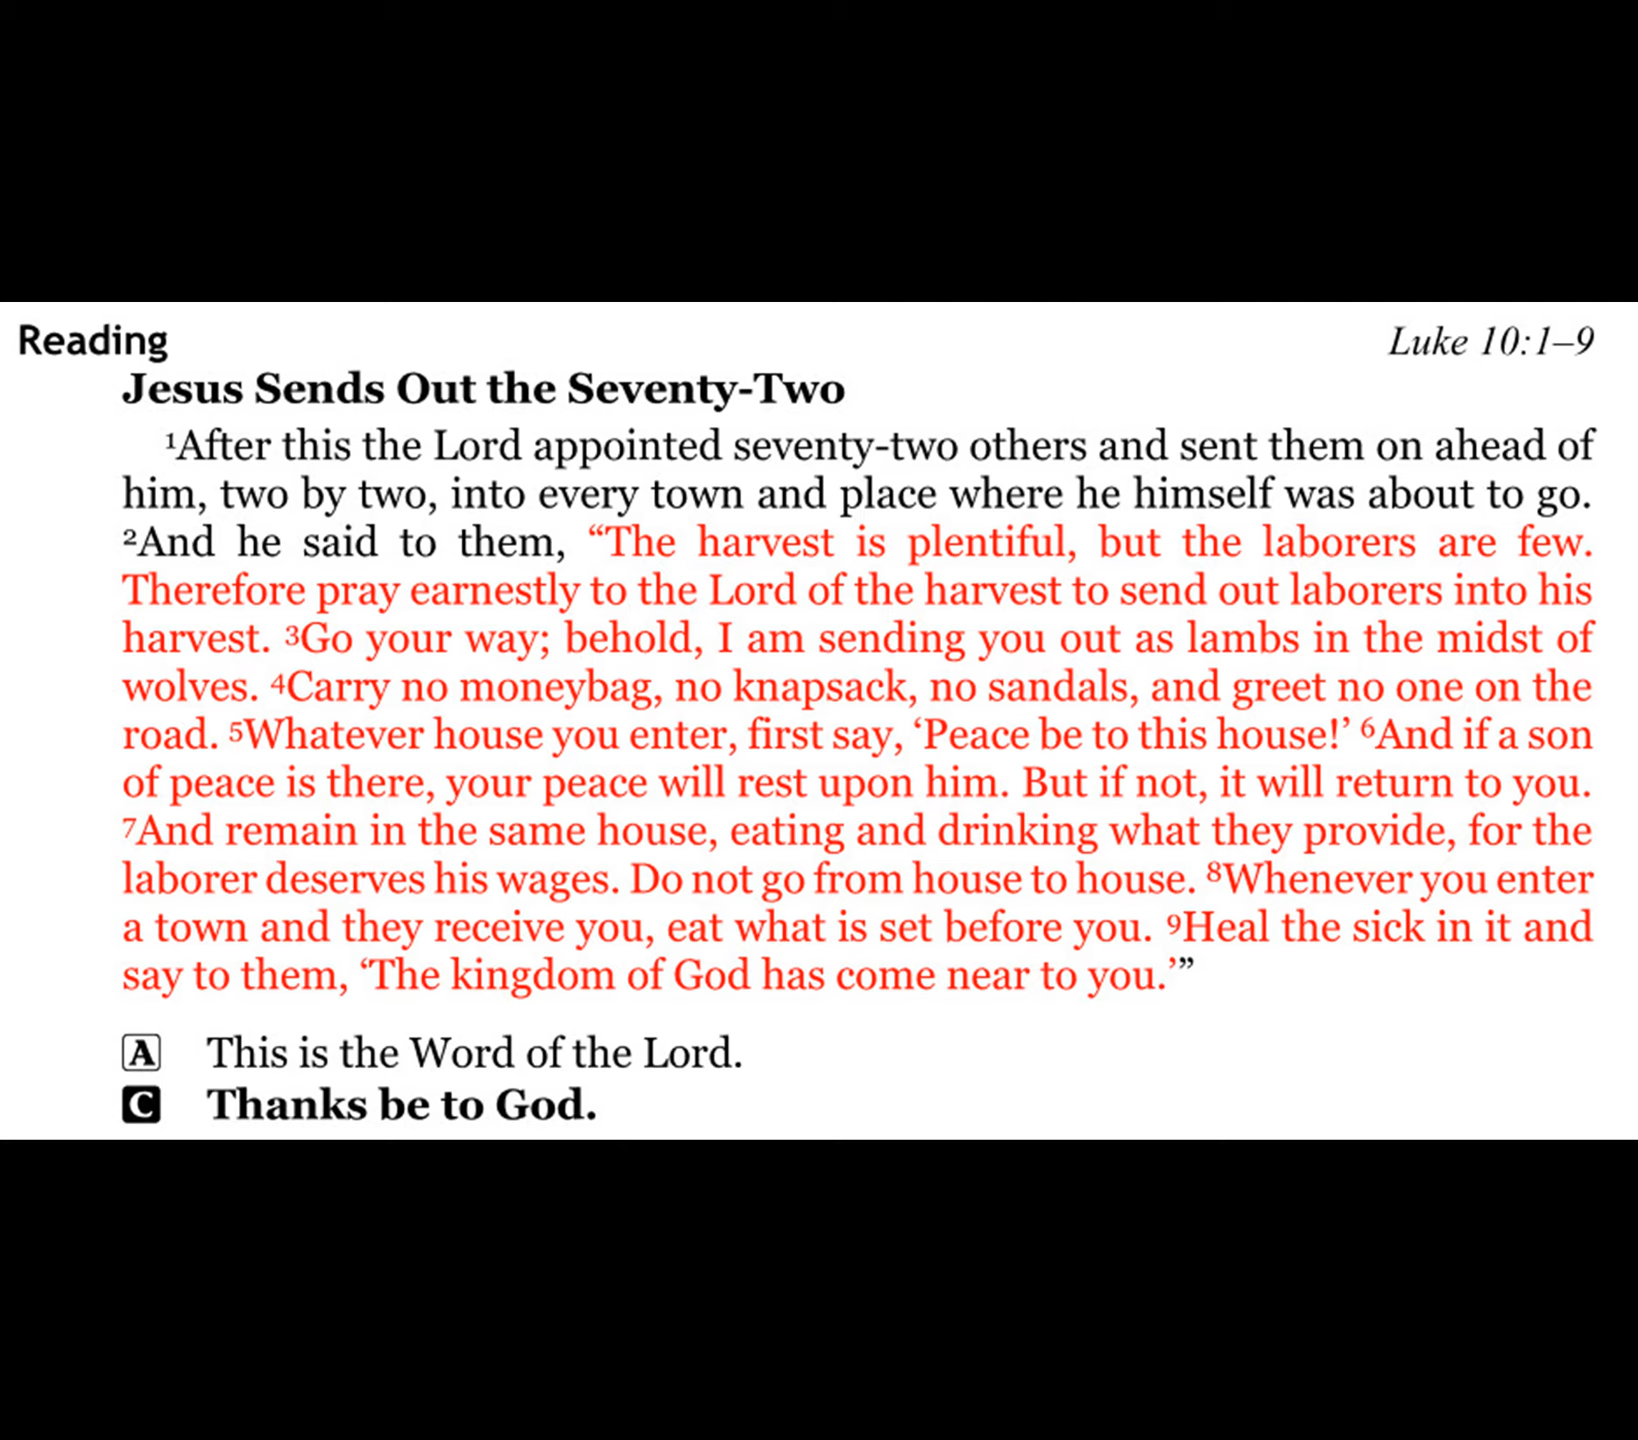 Reading Luke 10:1–9
Jesus Sends Out the Seventy-Two
¹After this the Lord appointed seventy-two others and sent them on ahead of
him, two by two, into every town and place where he himself was about to go.
²And he said to them, “The harvest is plentiful, but the laborers are few.
Therefore pray earnestly to the Lord of the harvest to send out laborers into his
harvest. ³Go your way; behold, I am sending you out as lambs in the midst of
wolves. ⁴Carry no moneybag, no knapsack, no sandals, and greet no one on the
road. ⁵Whatever house you enter, first say, ‘Peace be to this house!’ ⁶And if a son
of peace is there, your peace will rest upon him. But if not, it will return to you.
⁷And remain in the same house, eating and drinking what they provide, for the
laborer deserves his wages. Do not go from house to house. ⁸Whenever you enter
a town and they receive you, eat what is set before you. ⁹Heal the sick in it and
say to them, ‘The kingdom of God has come near to you.’”
A This is the Word of the Lord.
C Thanks be to God.